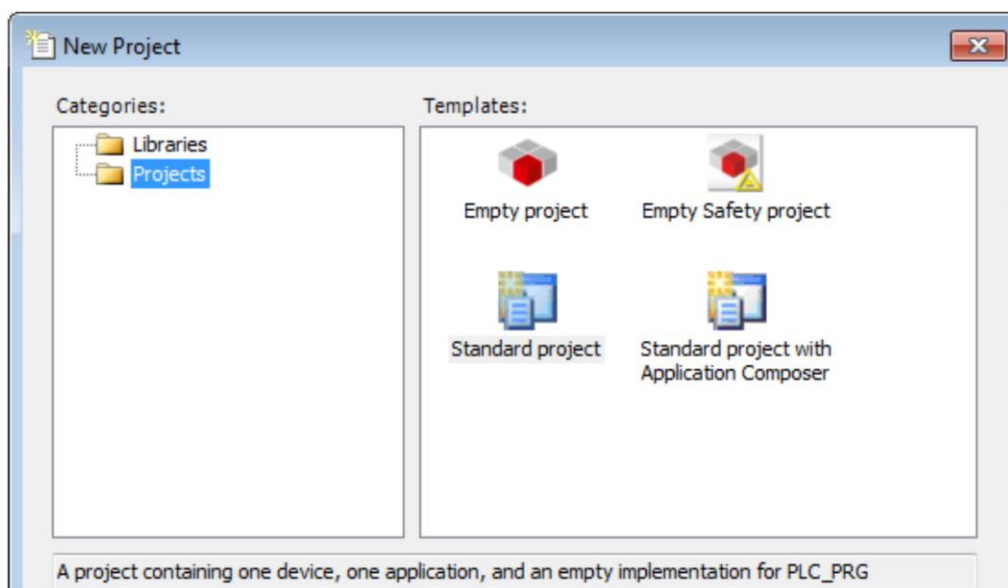 New Project
Categories:
Templates:
Libraries
Projects
Empty project
Empty Safety project
Standard project
Standard project with
Application Composer
A project containing one device, one application, and an empty implementation for PLC_PRG